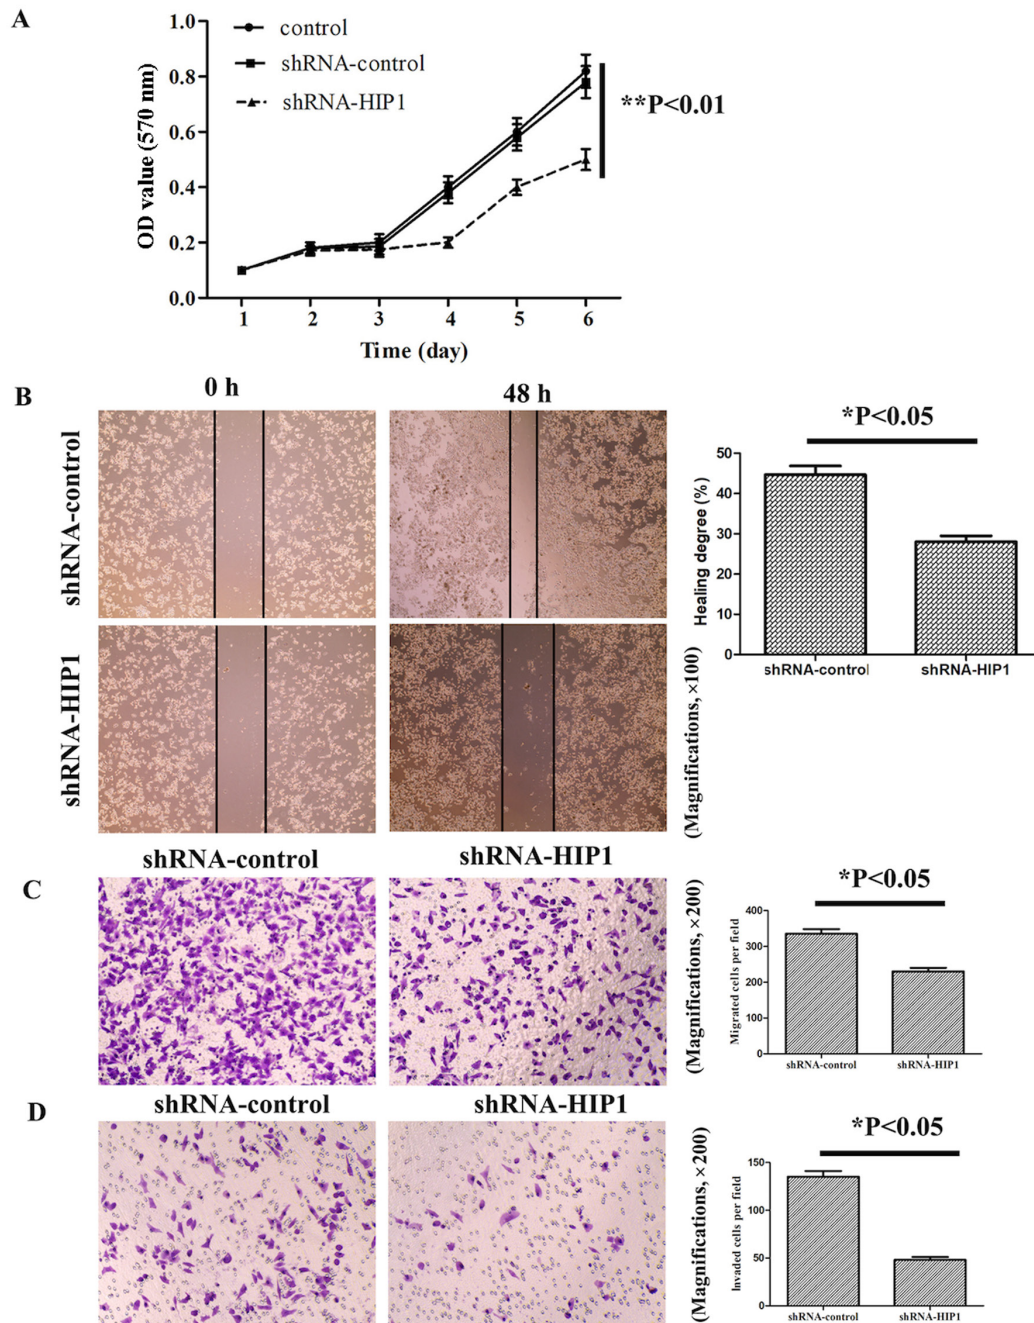 A
1.0
0.8
0.6
0.4
0.2
0.0
OD value (570 nm)
control
shRNA-control
shRNA-HIP1
**P<0.01
1 2 3 4 5 6
Time (day)
B
0 h
48 h
shRNA-control
shRNA-HIP1
(Magnifications, ×100)
*P<0.05
50
40
30
20
10
0
Healing degree (%)
shRNA-control
shRNA-HIP1
C
shRNA-control
shRNA-HIP1
(Magnifications, ×200)
*P<0.05
400
300
200
100
0
Migrated cells per field
shRNA-control
shRNA-HIP1
D
shRNA-control
shRNA-HIP1
(Magnifications, ×200)
*P<0.05
150
100
50
0
Invaded cells per field
shRNA-control
shRNA-HIP1